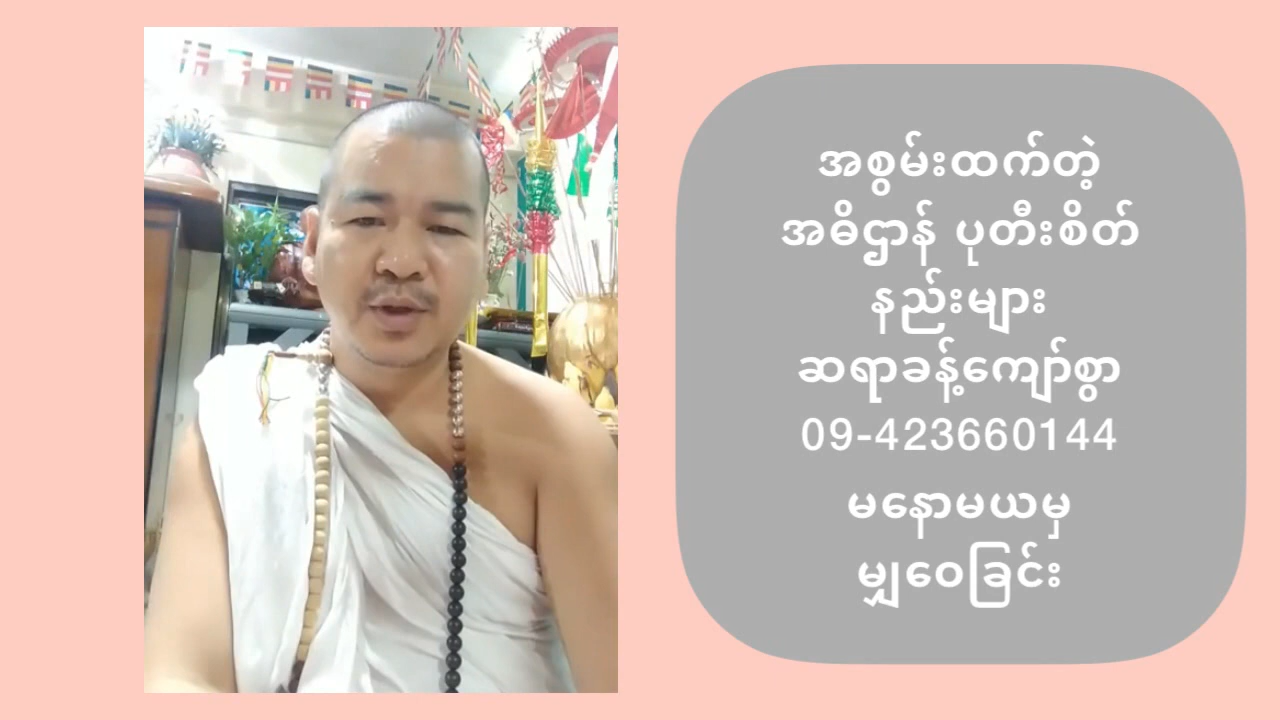 အစွမ်းထက်တဲ့
အဓိဌာန် ပုတီးစိတ်
နည်းများ
ဆရာခန့်ကျော်စွာ
09-423660144
မနောမယမှ
မျှဝေခြင်း